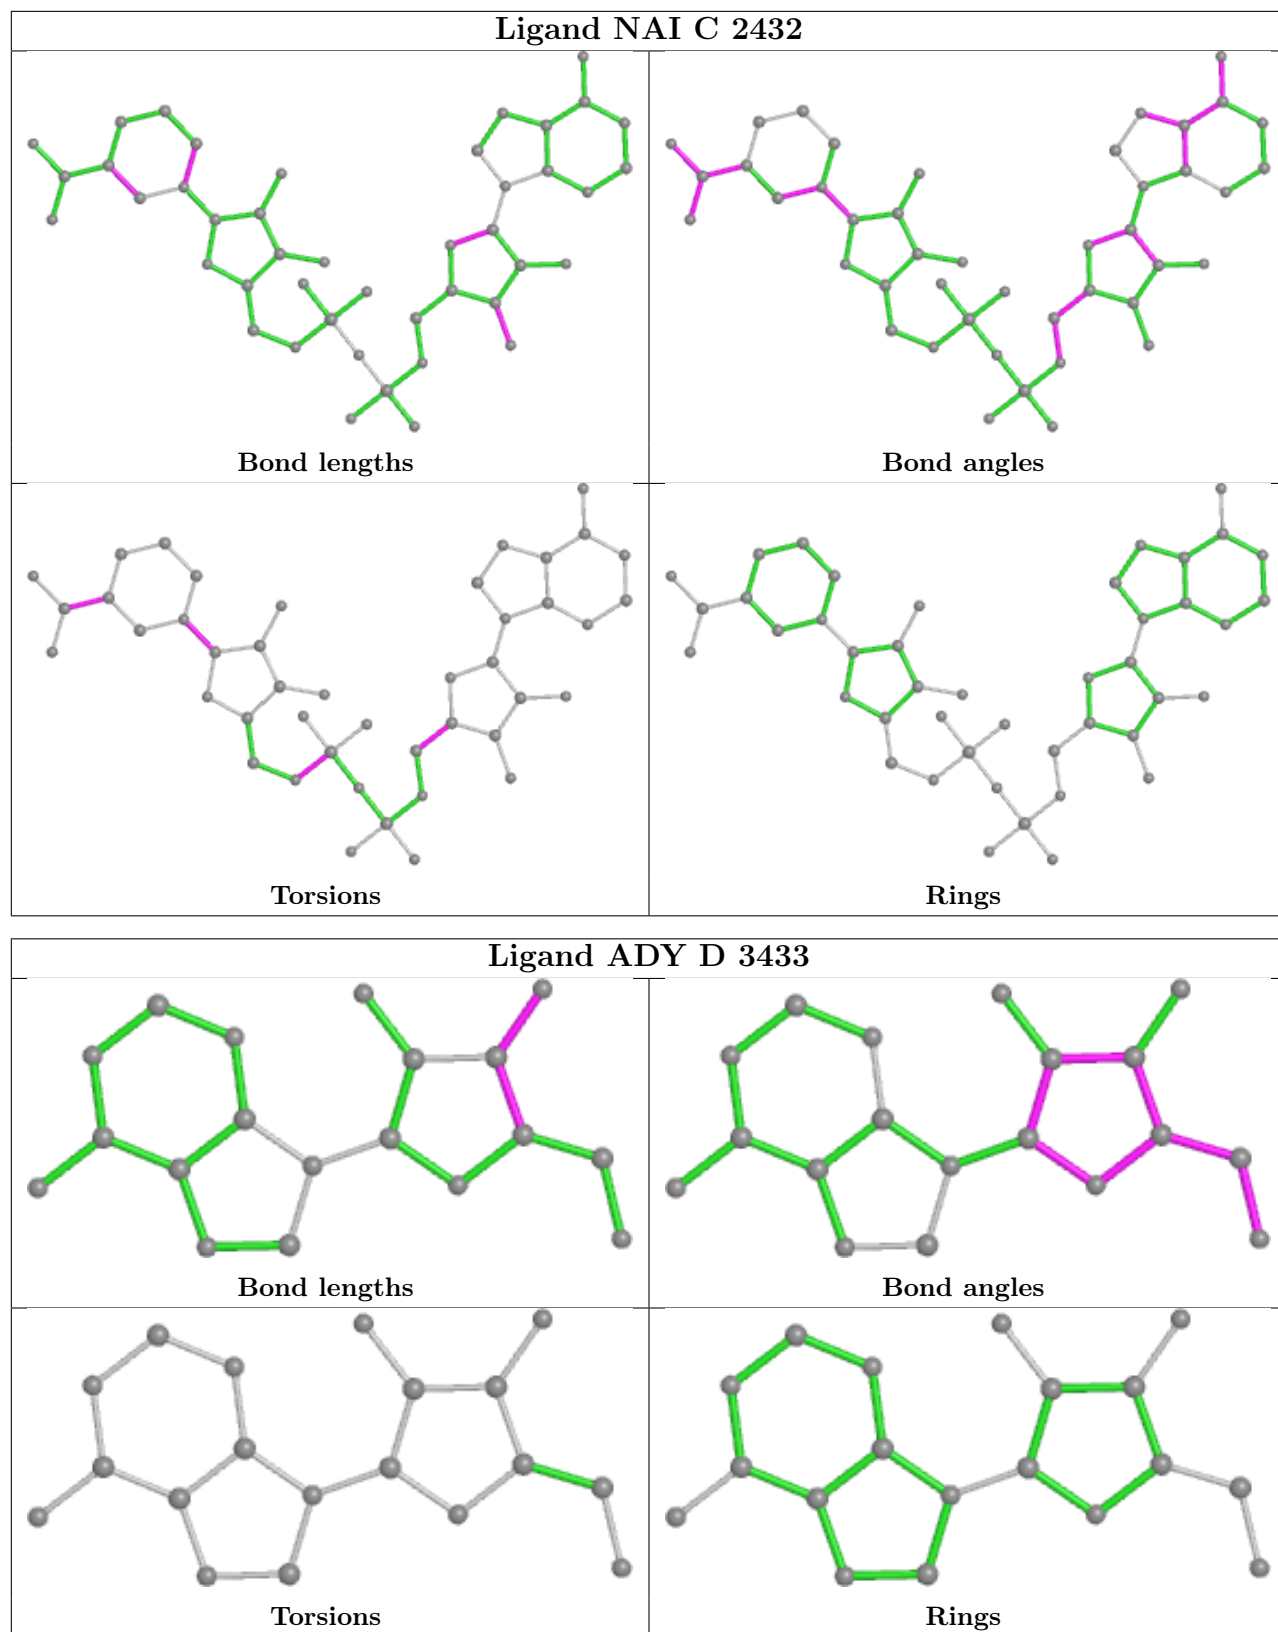 Ligand NAI C 2432
Bond lengths
Bond angles
Torsions
Rings
Ligand ADY D 3433
Bond lengths
Bond angles
Torsions
Rings